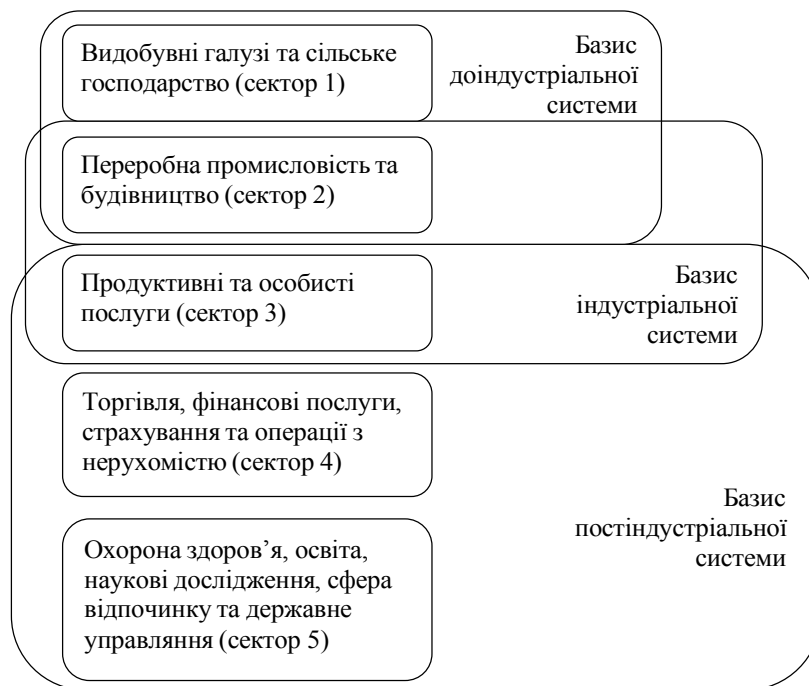 Видобувні галузі та сільське
господарство (сектор 1)
Базис
доіндустріальної
системи
Переробна промисловість та
будівництво (сектор 2)
Продуктивні та особисті
послуги (сектор 3)
Базис
індустріальної
системи
Торгівля, фінансові послуги,
страхування та операції з
нерухомістю (сектор 4)
Базис
постіндустріальної
системи
Охорона здоров’я, освіта,
наукові дослідження, сфера
відпочинку та державне
управляння (сектор 5)